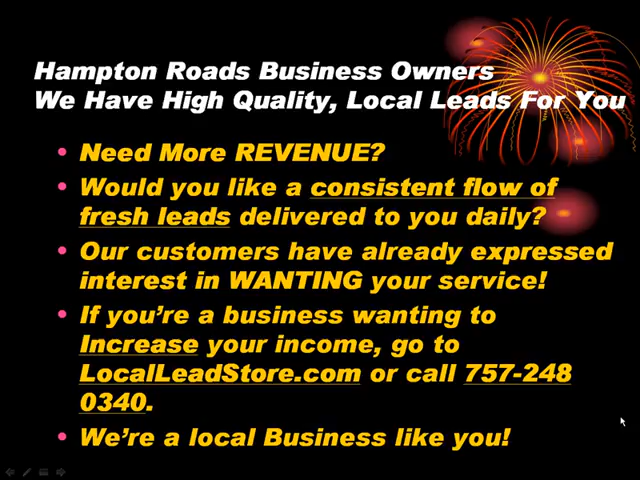 Hampton Roads Business Owners
We Have High Quality, Local Leads For You
• Need More REVENUE?
• Would you like a consistent flow of
fresh leads delivered to you daily?
• Our customers have already expressed
interest in WANTING your service!
• If you’re a business wanting to
Increase your income, go to
LocalLeadStore.com or call 757-248
0340.
• We’re a local Business like you!